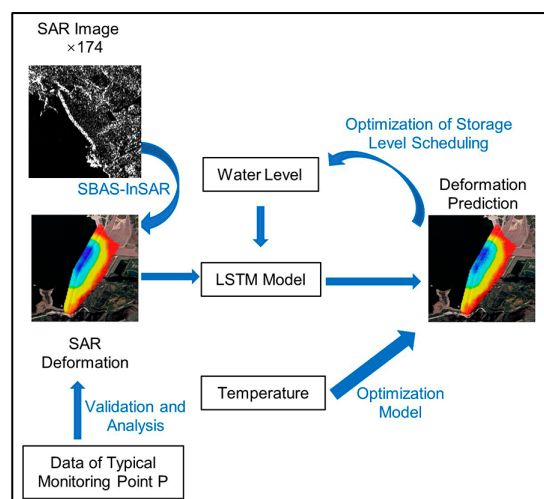 SAR Image
×174
SBAS-InSAR
Optimization of Storage
Level Scheduling
Water Level
Deformation
Prediction
LSTM Model
SAR
Deformation
Temperature
Optimization
Model
Validation and
Analysis
Data of Typical
Monitoring Point P